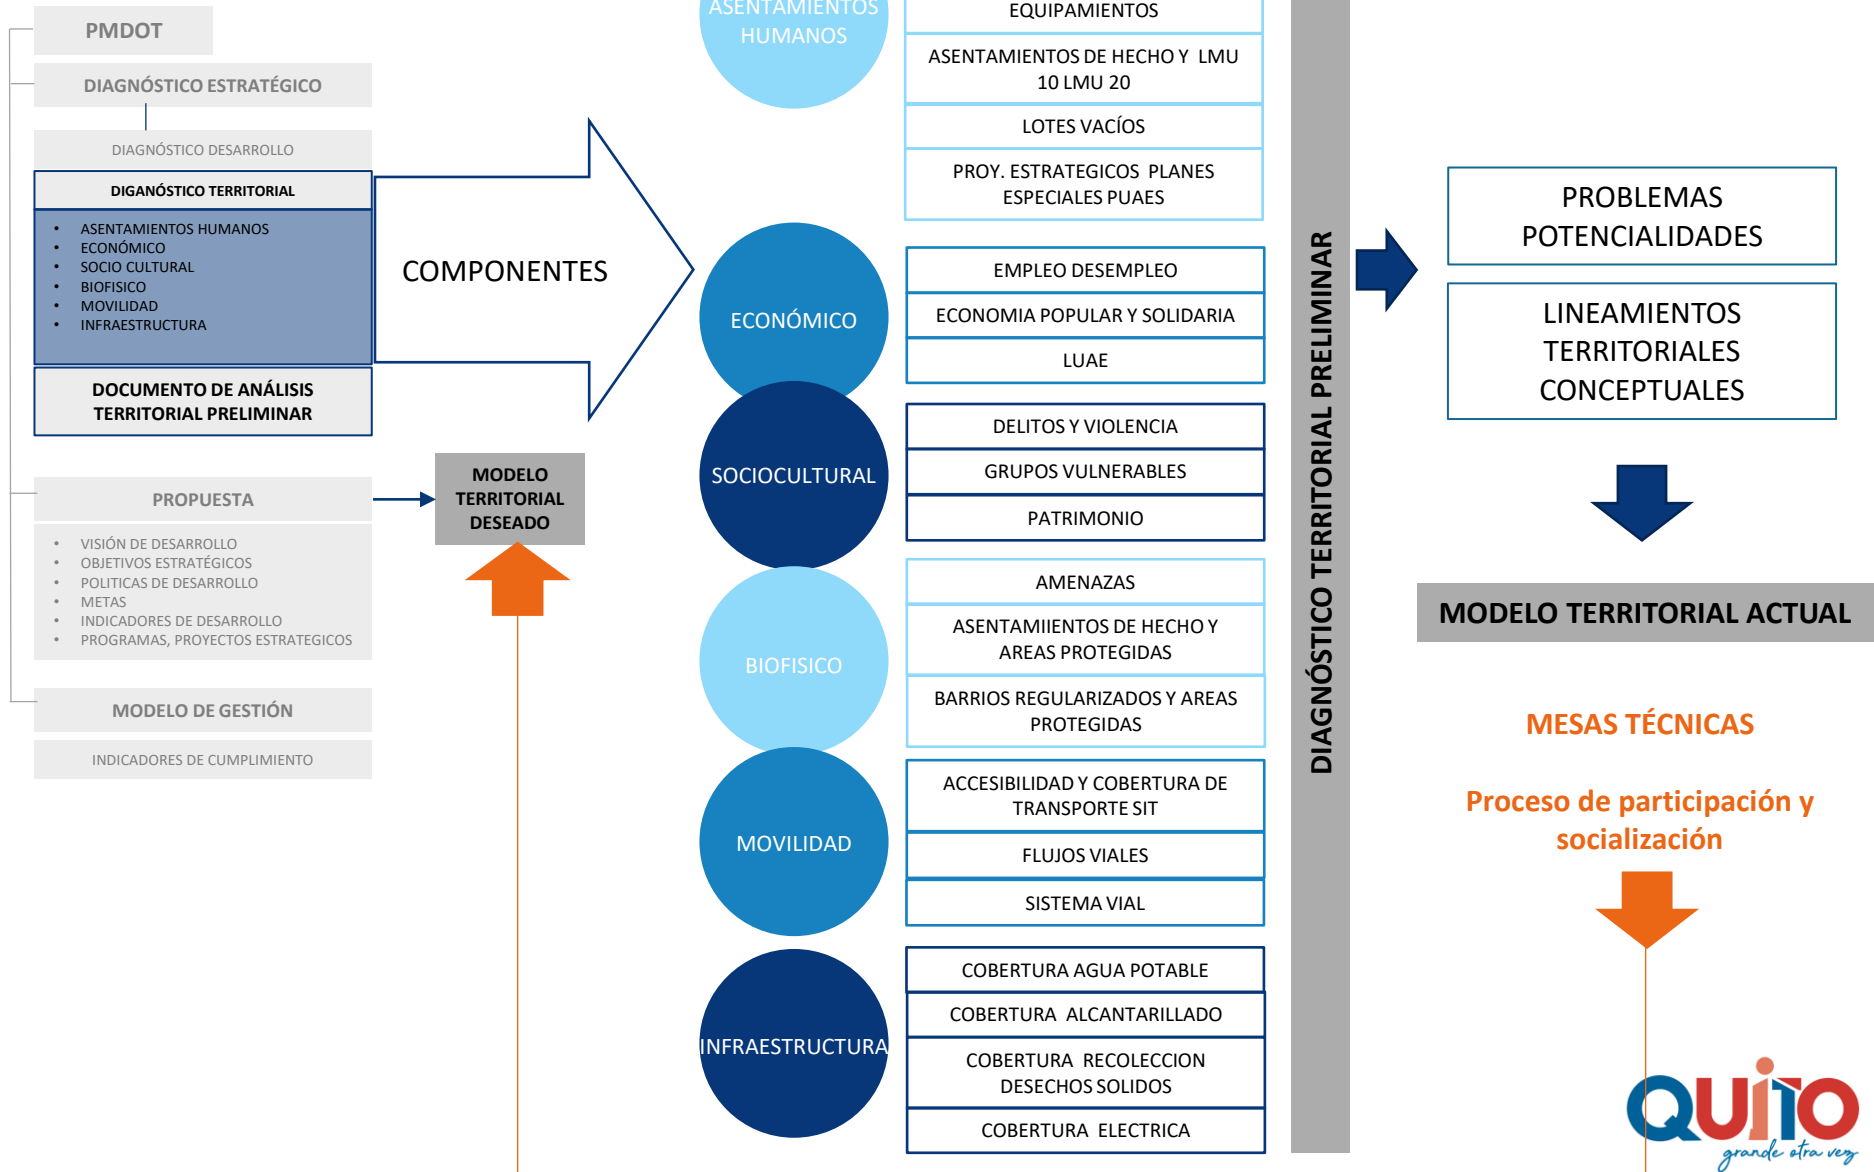 PMDOT
DIAGNÓSTICO ESTRATÉGICO
DIAGNÓSTICO DESARROLLO
DIGANÓSTICO TERRITORIAL
• ASENTAMIENTOS HUMANOS
• ECONÓMICO
• SOCIO CULTURAL
• BIOFISICO
• MOVILIDAD
• INFRAESTRUCTURA
DOCUMENTO DE ANÁLISIS
TERRITORIAL PRELIMINAR
PROPUESTA
• VISIÓN DE DESARROLLO
• OBJETIVOS ESTRATÉGICOS
• POLITICAS DE DESARROLLO
• METAS
• INDICADORES DE DESARROLLO
• PROGRAMAS, PROYECTOS ESTRATEGICOS
MODELO DE GESTIÓN
INDICADORES DE CUMPLIMIENTO
COMPONENTES
MODELO
TERRITORIAL
DESEADO
ASENTAMIENTOS
HUMANOS
EQUIPAMIENTOS
ASENTAMIENTOS DE HECHO Y LMU
10 LMU 20
LOTES VACÍOS
PROY. ESTRATEGICOS PLANES
ESPECIALES PUAES
ECONÓMICO
EMPLEO DESEMPLEO
ECONOMIA POPULAR Y SOLIDARIA
LUAE
SOCIOCULTURAL
DELITOS Y VIOLENCIA
GRUPOS VULNERABLES
PATRIMONIO
BIOFISICO
AMENAZAS
ASENTAMIIENTOS DE HECHO Y
AREAS PROTEGIDAS
BARRIOS REGULARIZADOS Y AREAS
PROTEGIDAS
MOVILIDAD
ACCESIBILIDAD Y COBERTURA DE
TRANSPORTE SIT
FLUJOS VIALES
SISTEMA VIAL
INFRAESTRUCTURA
COBERTURA AGUA POTABLE
COBERTURA ALCANTARILLADO
COBERTURA RECOLECCION
DESECHOS SOLIDOS
COBERTURA ELECTRICA
DIAGNÓSTICO TERRITORIAL PRELIMINAR
PROBLEMAS
POTENCIALIDADES
LINEAMIENTOS
TERRITORIALES
CONCEPTUALES
MODELO TERRITORIAL ACTUAL
MESAS TÉCNICAS
Proceso de participación y
socialización
QUITO
grande otra vez